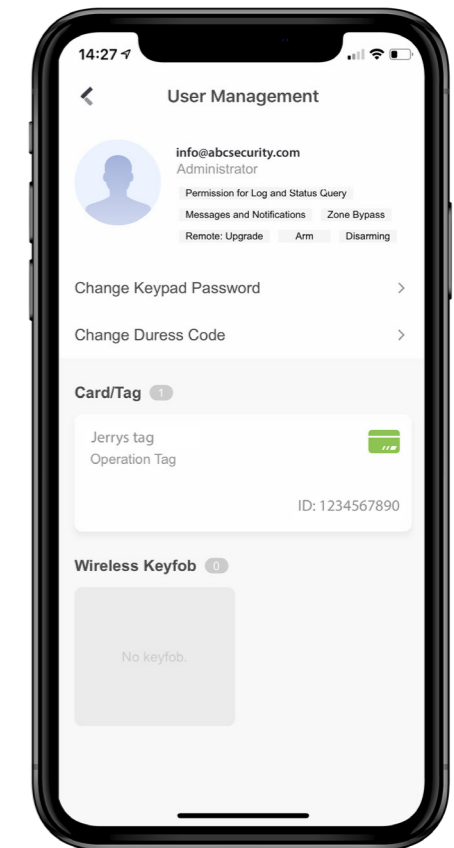 14:27
User Management
info@abcsecurity.com
Administrator
Permission for Log and Status Query
Messages and Notifications Zone Bypass
Remote: Upgrade Arm Disarming
Change Keypad Password
Change Duress Code
Card/Tag 1
Jerrys tag
Operation Tag
ID: 1234567890
Wireless Keyfob 0
No keyfob.